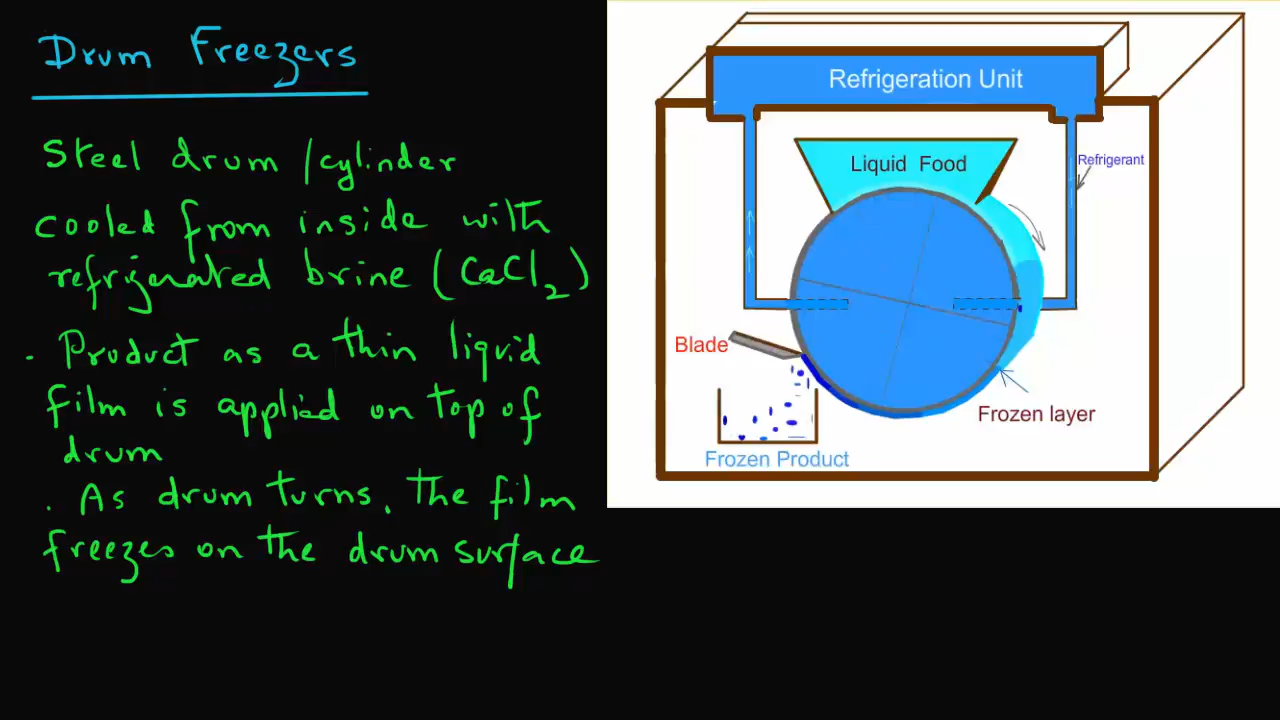 Drum Freezers
Steel drum / cylinder
cooled from inside with
refrigerated brine (CaCl2)
. Product as a thin liquid
film is applied on top of
drum
. As drum turns, the film
freezes on the drum surface
Refrigeration Unit
Liquid Food
Refrigerant
Blade
Frozen layer
Frozen Product